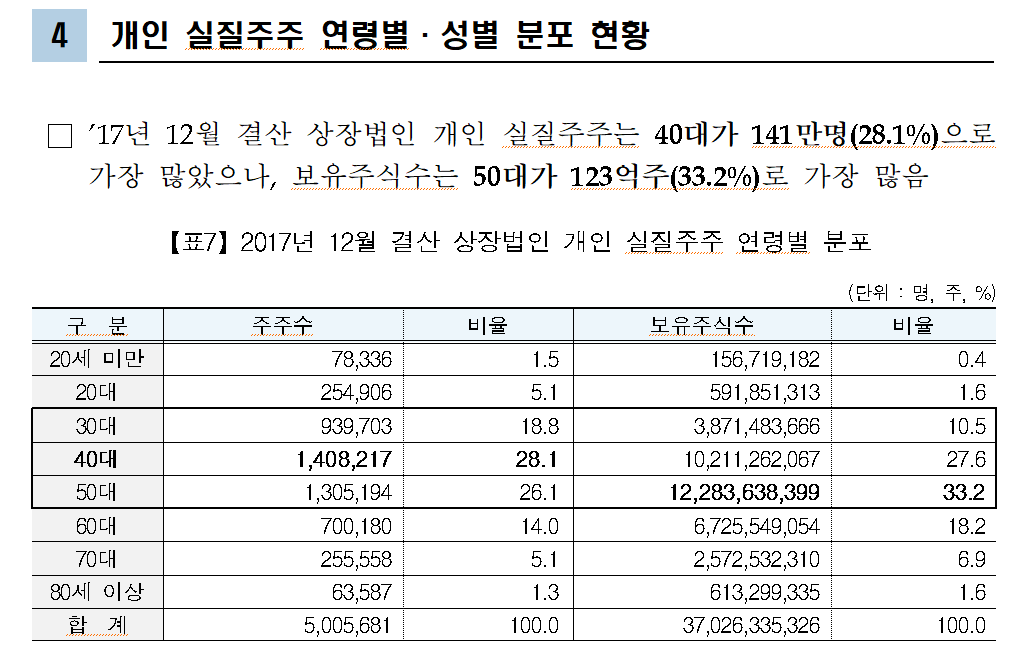 4 개인 실질주주 연령별 · 성별 분포 현황
□ ’17년 12월 결산 상장법인 개인 실질주주는 40대가 141만명(28.1%)으로
가장 많았으나, 보유주식수는 50대가 123억주(33.2%)로 가장 많음
【표7】 2017년 12월 결산 상장법인 개인 실질주주 연령별 분포
(단위 : 명, 주, %)
구 분 주주수 비율 보유주식수 비율
20세 미만 78,336 1.5 156,719,182 0.4
20대 254,906 5.1 591,851,313 1.6
30대 939,703 18.8 3,871,483,666 10.5
40대 1,408,217 28.1 10,211,262,067 27.6
50대 1,305,194 26.1 12,283,638,399 33.2
60대 700,180 14.0 6,725,549,054 18.2
70대 255,558 5.1 2,572,532,310 6.9
80세 이상 63,587 1.3 613,299,335 1.6
합 계 5,005,681 100.0 37,026,335,326 100.0